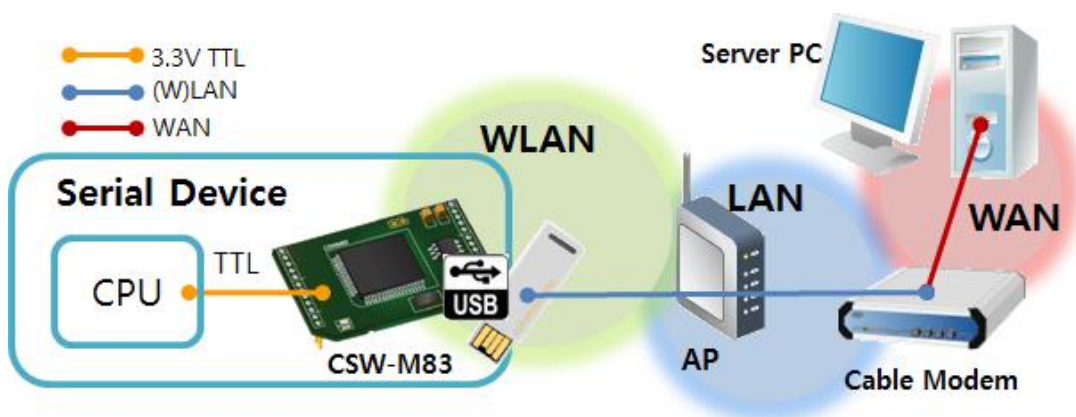 3.3V TTL
(W)LAN
WAN
Server PC
WLAN
Serial Device
LAN
WAN
TTL
CPU
USB
CSW-M83
AP
Cable Modem